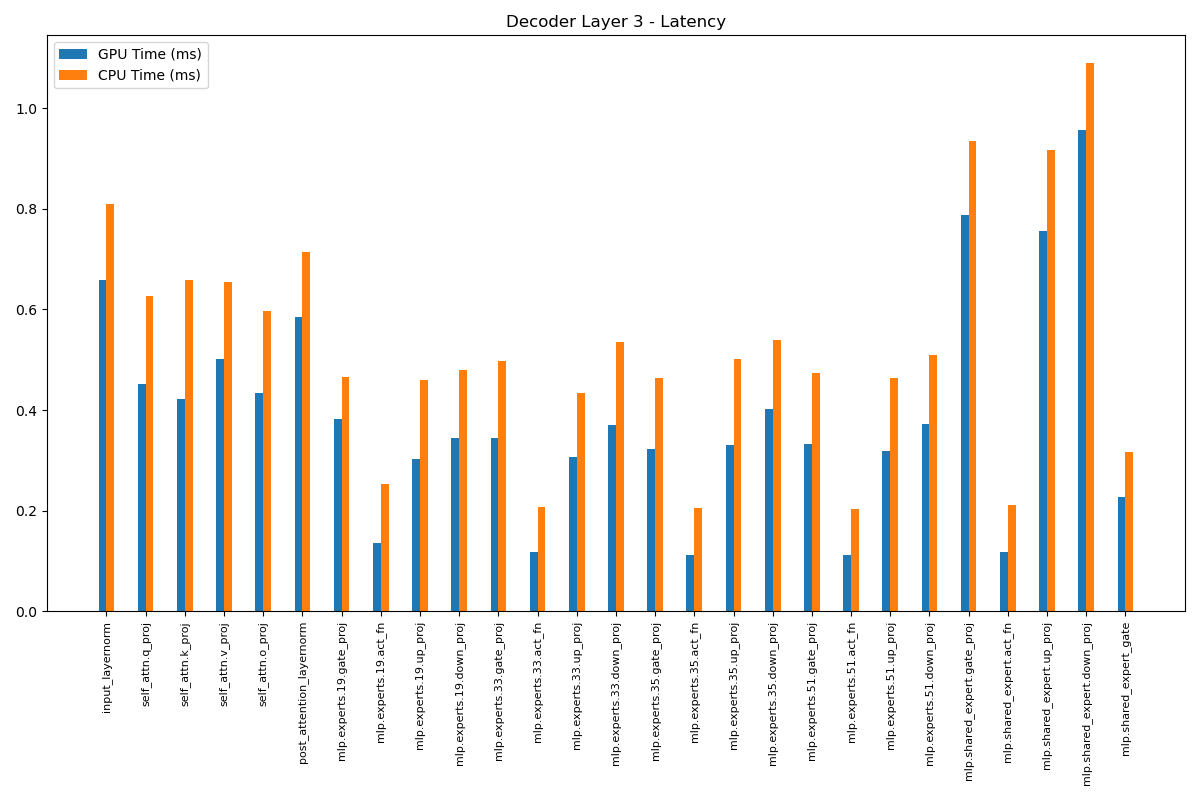 Decoder Layer 3 - Latency
GPU Time (ms)
CPU Time (ms)
1.0
0.8
0.6
0.4
0.2
0.0
input_layernorm
self_attn.q_proj
self_attn.k_proj
self_attn.v_proj
self_attn.o_proj
post_attention_layernorm
mlp.experts.19.gate_proj
mlp.experts.19.act_fn
mlp.experts.19.up_proj
mlp.experts.19.down_proj
mlp.experts.33.gate_proj
mlp.experts.33.act_fn
mlp.experts.33.up_proj
mlp.experts.33.down_proj
mlp.experts.35.gate_proj
mlp.experts.35.act_fn
mlp.experts.35.up_proj
mlp.experts.35.down_proj
mlp.experts.51.gate_proj
mlp.experts.51.act_fn
mlp.experts.51.up_proj
mlp.experts.51.down_proj
mlp.shared_expert.gate_proj
mlp.shared_expert.act_fn
mlp.shared_expert.up_proj
mlp.shared_expert.down_proj
mlp.shared_expert_gate